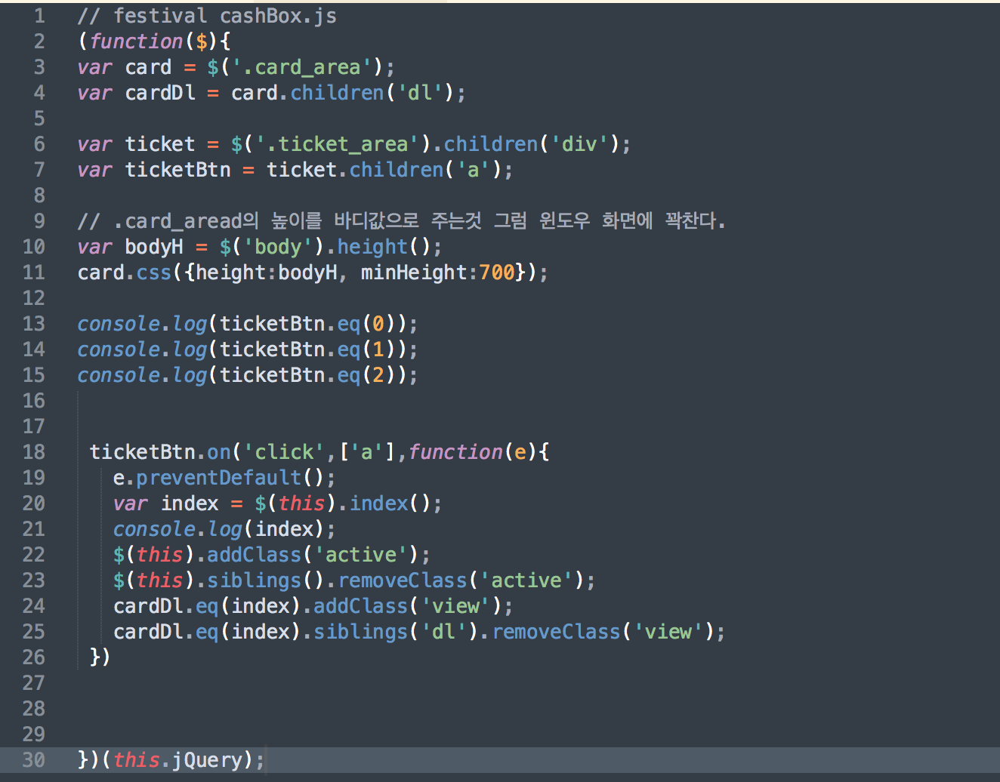 1 // festival cashBox.js
2 (function($){
3 var card = $('.card_area');
4 var cardDl = card.children('dl');
5
6 var ticket = $('.ticket_area').children('div');
7 var ticketBtn = ticket.children('a');
8
9 // .card_aread의 높이를 바디값으로 주는것 그럼 윈도우 화면에 꽉찬다.
10 var bodyH = $('body').height();
11 card.css({height:bodyH, minHeight:700});
12
13 console.log(ticketBtn.eq(0));
14 console.log(ticketBtn.eq(1));
15 console.log(ticketBtn.eq(2));
16
17
18 ticketBtn.on('click',['a'],function(e){
19 e.preventDefault();
20 var index = $(this).index();
21 console.log(index);
22 $(this).addClass('active');
23 $(this).siblings().removeClass('active');
24 cardDl.eq(index).addClass('view');
25 cardDl.eq(index).siblings('dl').removeClass('view');
26 })
27
28
29
30 })(this.jQuery);